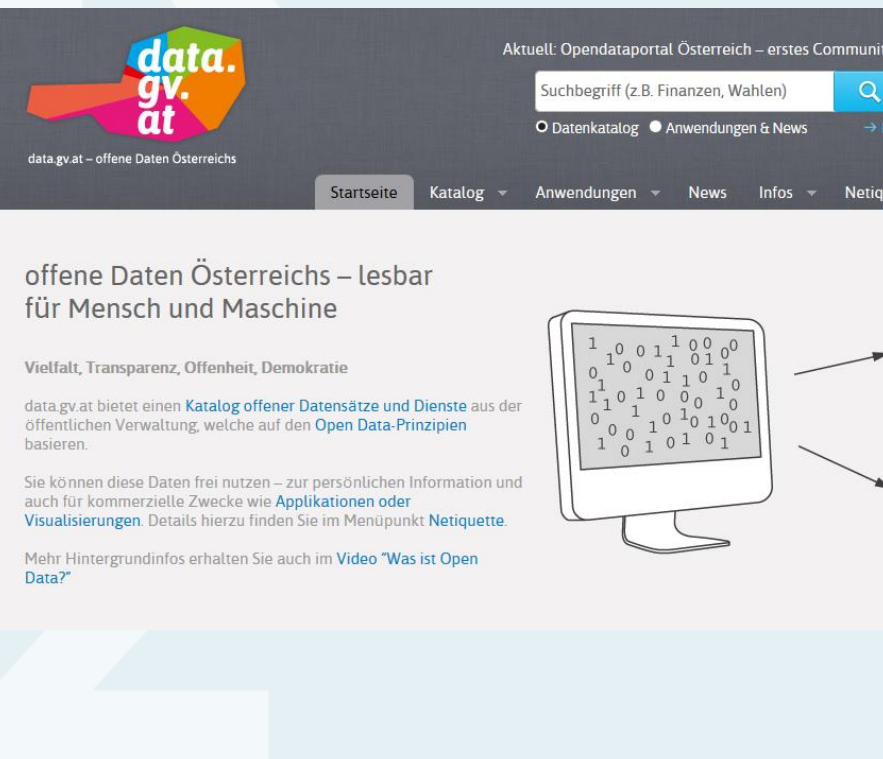 data.
gv.
at
data.gv.at – offene Daten Österreichs
Aktuell: Opendataportal Österreich – erstes
Suchbegriff (z.B. Finanzen, Wahlen)
Datenkatalog Anwendungen & News
Startseite Katalog Anwendungen News Infos
offene Daten Österreichs – lesbar
für Mensch und Maschine
Vielfalt, Transparenz, Offenheit, Demokratie
data.gv.at bietet einen Katalog offener Datensätze und Dienste aus der
öffentlichen Verwaltung, welche auf den Open Data-Prinzipien
basieren.
Sie können diese Daten frei nutzen – zur persönlichen Information und
auch für kommerzielle Zwecke wie Applikationen oder
Visualisierungen. Details hierzu finden Sie im Menüpunkt Netiquette.
Mehr Hintergrundinfos erhalten Sie auch im Video “Was ist Open
Data?”